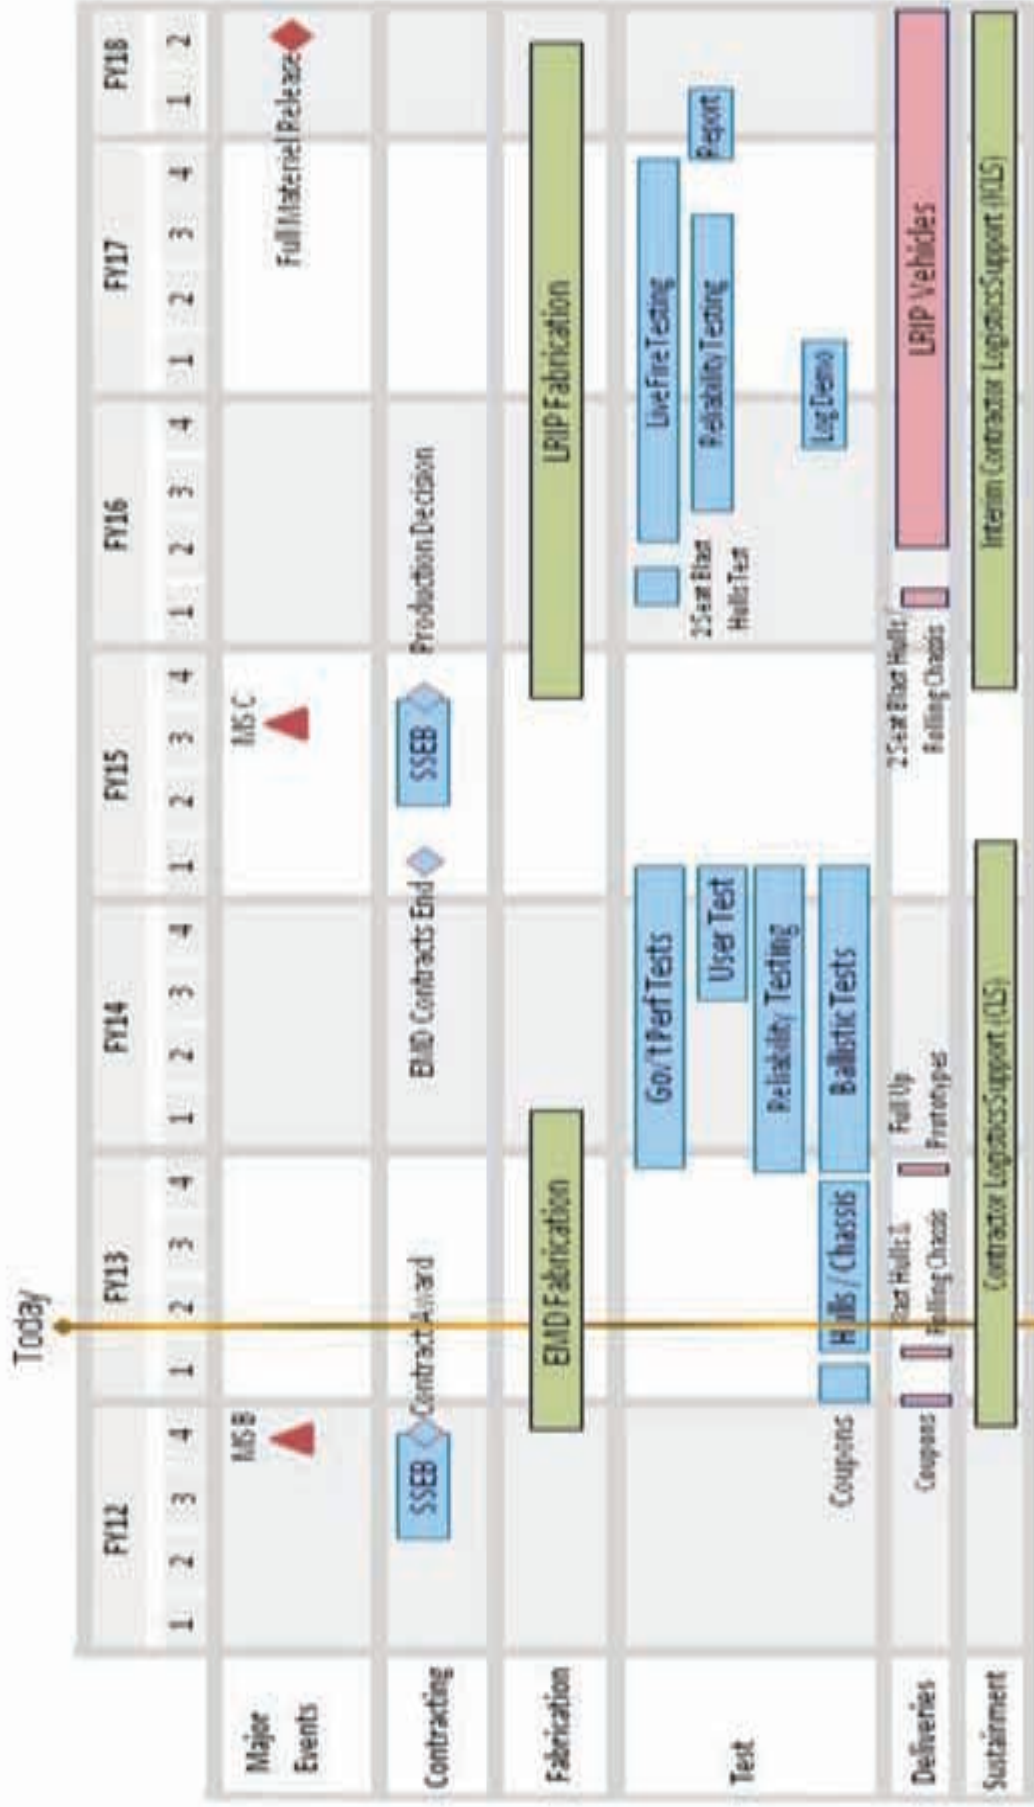 Today
FY12 FY13 FY14 FY15 FY16 FY17 FY18
1 2 3 4 1 2 3 4 1 2 3 4 1 2 3 4 1 2 3 4 1 2 3 4 1 2
Major
Events
MS B
MS C
Full Materiel Release
Contracting
SSEB
Contract Award
EMD Contracts End
SSEB
Production Decision
Fabrication
EMD Fabrication
LRIP Fabrication
Test
Gov't Perf Tests
User Test
Reliability Testing
Coupons
Hulls / Chassis
Ballistic Tests
Live Fire Testing
2 Seat Blast
Hulls Test
Reliability Testing
Report
Log Demo
Deliveries
Coupons
Blast Hulls &
Rolling Chassis
Full Up
Prototypes
2 Seat Blast Hulls
Rolling Chassis
LRIP Vehicles
Sustainment
Contractor Logistics Support (CLS)
Interim Contractor Logistics Support (ICLS)